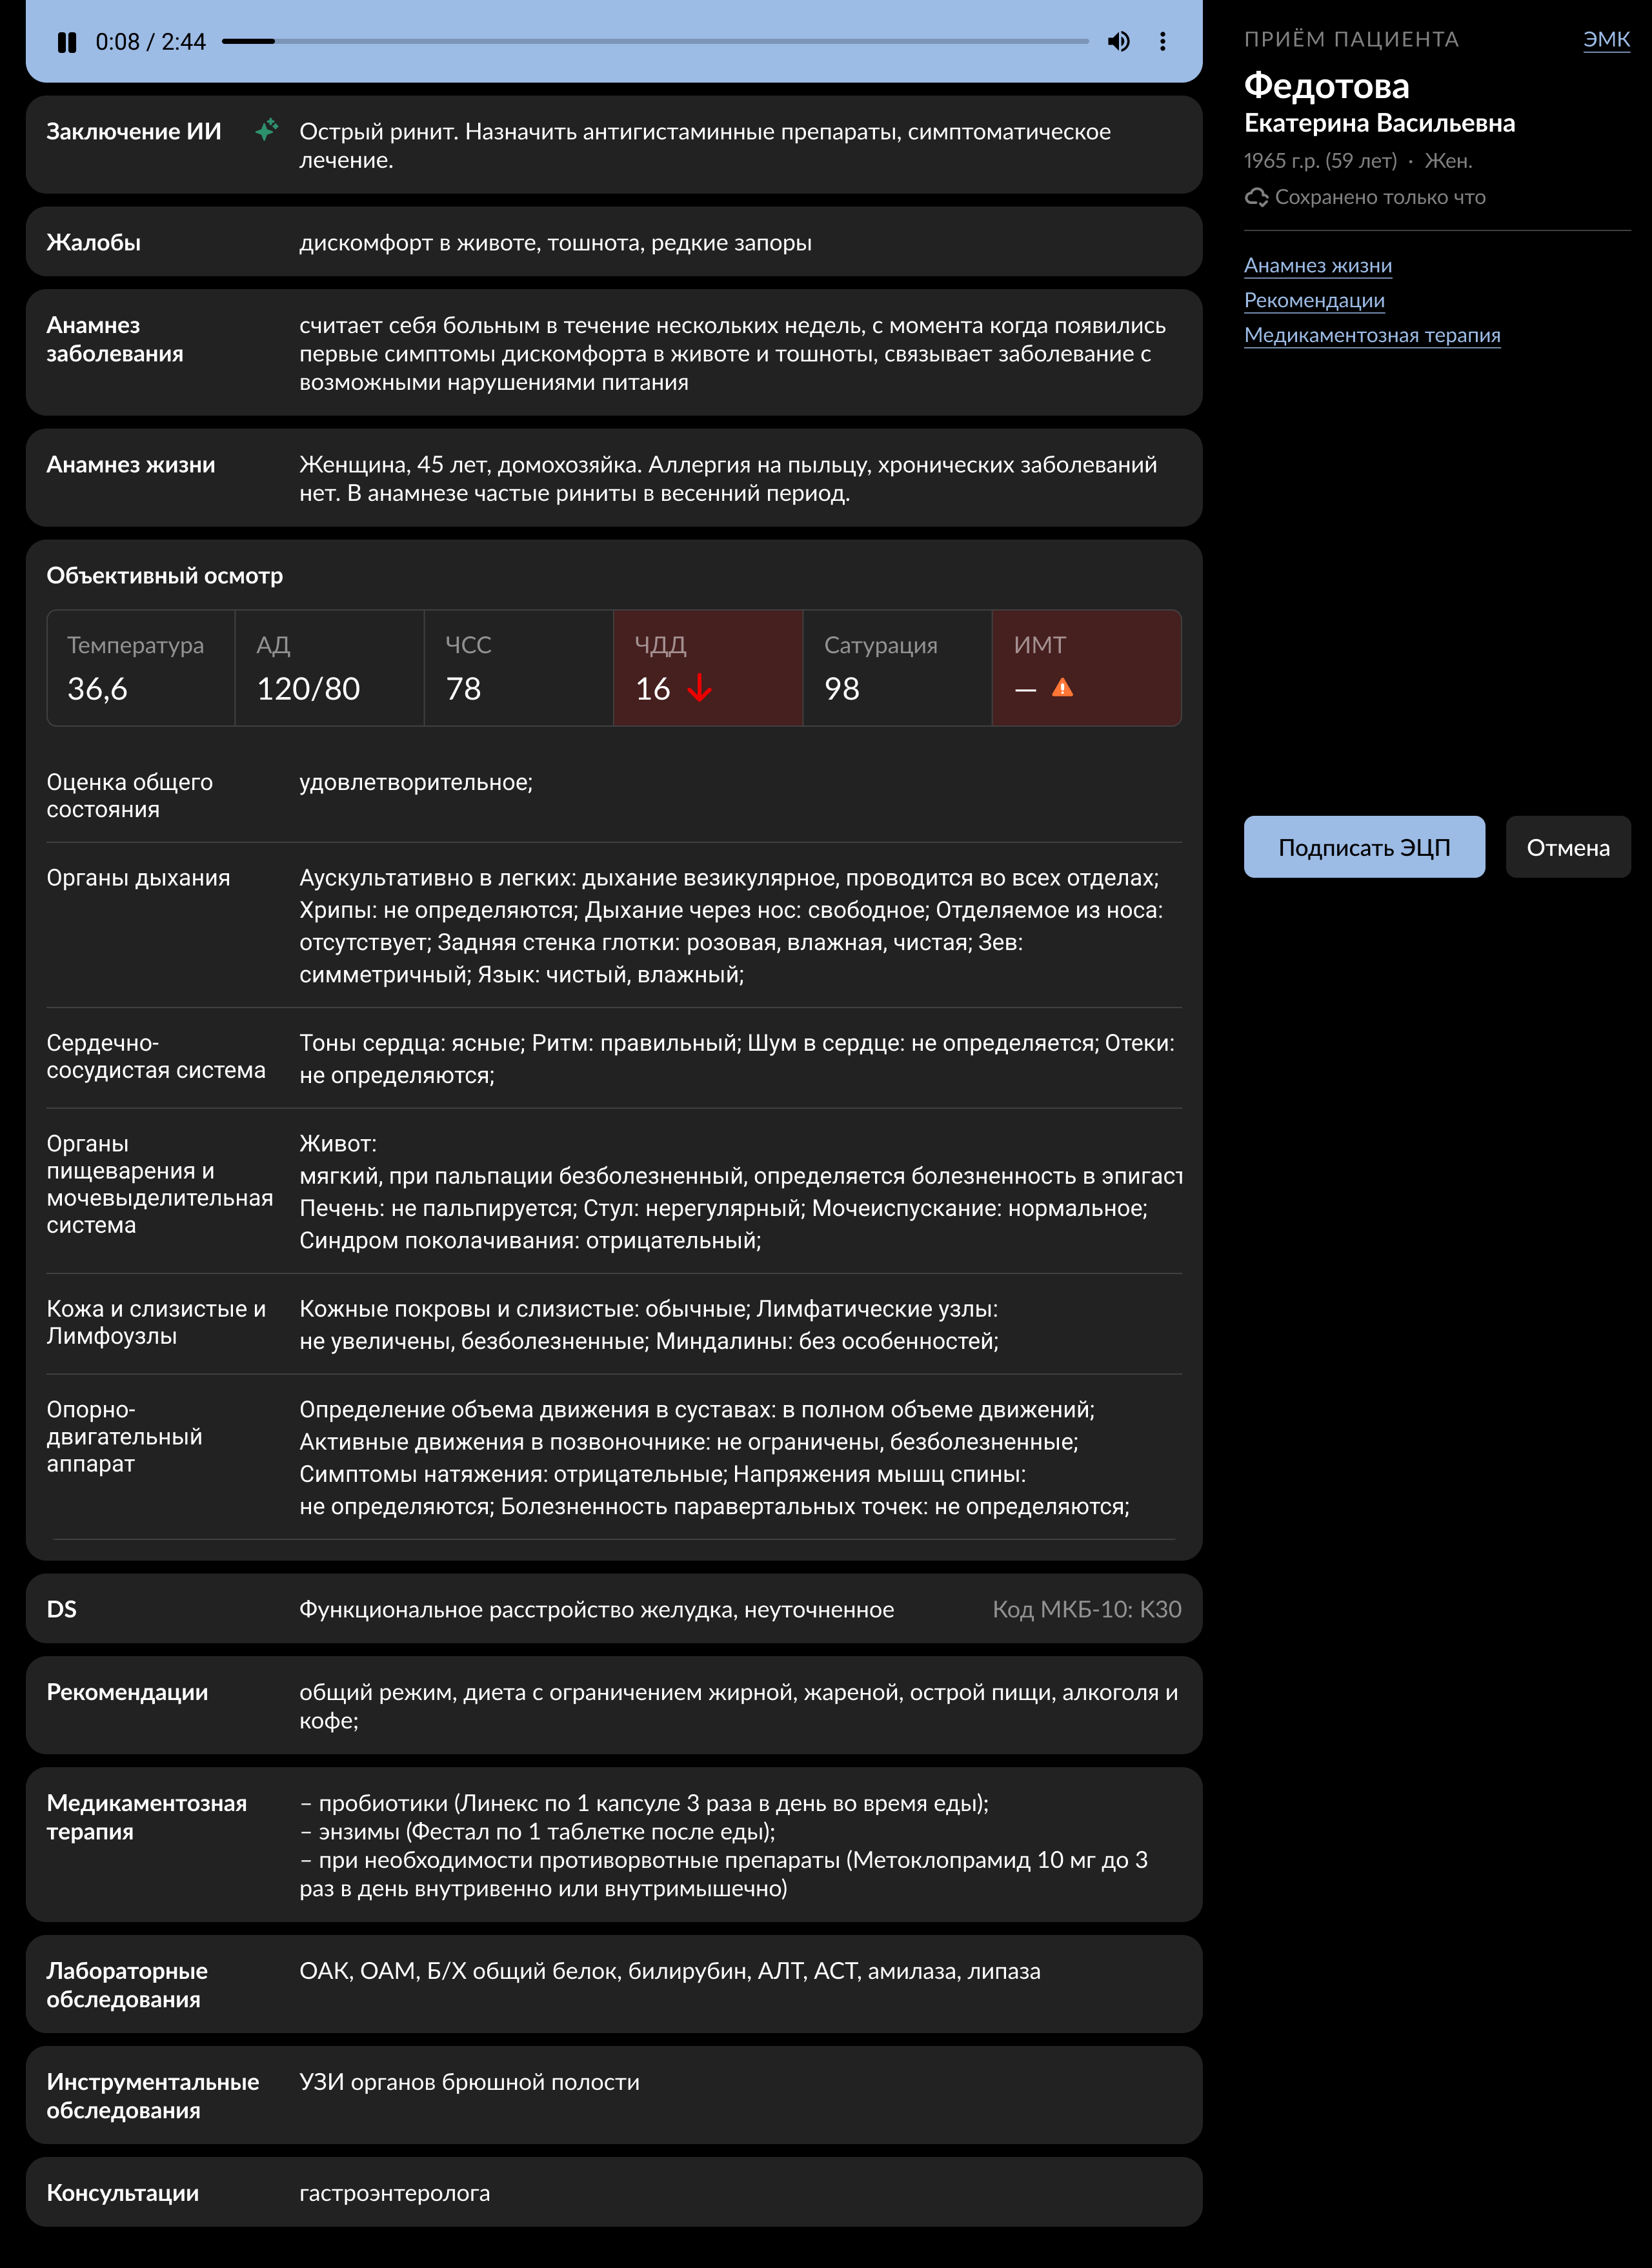 0:08 / 2:44
Заключение ИИ
Острый ринит. Назначить антигистаминные препараты, симптоматическое
лечение.
Жалобы
дискомфорт в животе, тошнота, редкие запоры
Анамнез
заболевания
считает себя больным в течение нескольких недель, с момента когда появились
первые симптомы дискомфорта в животе и тошноты, связывает заболевание с
возможными нарушениями питания
Анамнез жизни
Женщина, 45 лет, домохозяйка. Аллергия на пыльцу, хронических заболеваний
нет. В анамнезе частые риниты в весенний период.
Объективный осмотр
Температура
36,6
АД
120/80
ЧСС
78
ЧДД
16
Сатурация
98
ИМТ
—
Оценка общего
состояния
удовлетворительное;
Органы дыхания
Аускультативно в легких: дыхание везикулярное, проводится во всех отделах;
Хрипы: не определяются; Дыхание через нос: свободное; Отделяемое из носа:
отсутствует; Задняя стенка глотки: розовая, влажная, чистая; Зев:
симметричный; Язык: чистый, влажный;
Сердечно-
сосудистая система
Тоны сердца: ясные; Ритм: правильный; Шум в сердце: не определяется; Отеки:
не определяются;
Органы
пищеварения и
мочевыделительная
система
Живот:
мягкий, при пальпации безболезненный, определяется болезненность в эпигаст
Печень: не пальпируется; Стул: нерегулярный; Мочеиспускание: нормальное;
Синдром поколачивания: отрицательный;
Кожа и слизистые и
Лимфоузлы
Кожные покровы и слизистые: обычные; Лимфатические узлы:
не увеличены, безболезненные; Миндалины: без особенностей;
Опорно-
двигательный
аппарат
Определение объема движения в суставах: в полном объеме движений;
Активные движения в позвоночнике: не ограничены, безболезненные;
Симптомы натяжения: отрицательные; Напряжения мышц спины:
не определяются; Болезненность паравертальных точек: не определяются;
DS
Функциональное расстройство желудка, неуточненное
Код МКБ-10: K30
Рекомендации
общий режим, диета с ограничением жирной, жареной, острой пищи, алкоголя и
кофе;
Медикаментозная
терапия
– пробиотики (Линекс по 1 капсуле 3 раза в день во время еды);
– энзимы (Фестал по 1 таблетке после еды);
– при необходимости противорвотные препараты (Метоклопрамид 10 мг до 3
раз в день внутривенно или внутримышечно)
Лабораторные
обследования
ОАК, ОАМ, Б/Х общий белок, билирубин, АЛТ, АСТ, амилаза, липаза
Инструментальные
обследования
УЗИ органов брюшной полости
Консультации
гастроэнтеролога
ПРИЁМ ПАЦИЕНТА
ЭМК
Федотова
Екатерина Васильевна
1965 г.р. (59 лет) · Жен.
Сохранено только что
Анамнез жизни
Рекомендации
Медикаментозная терапия
Подписать ЭЦП
Отмена